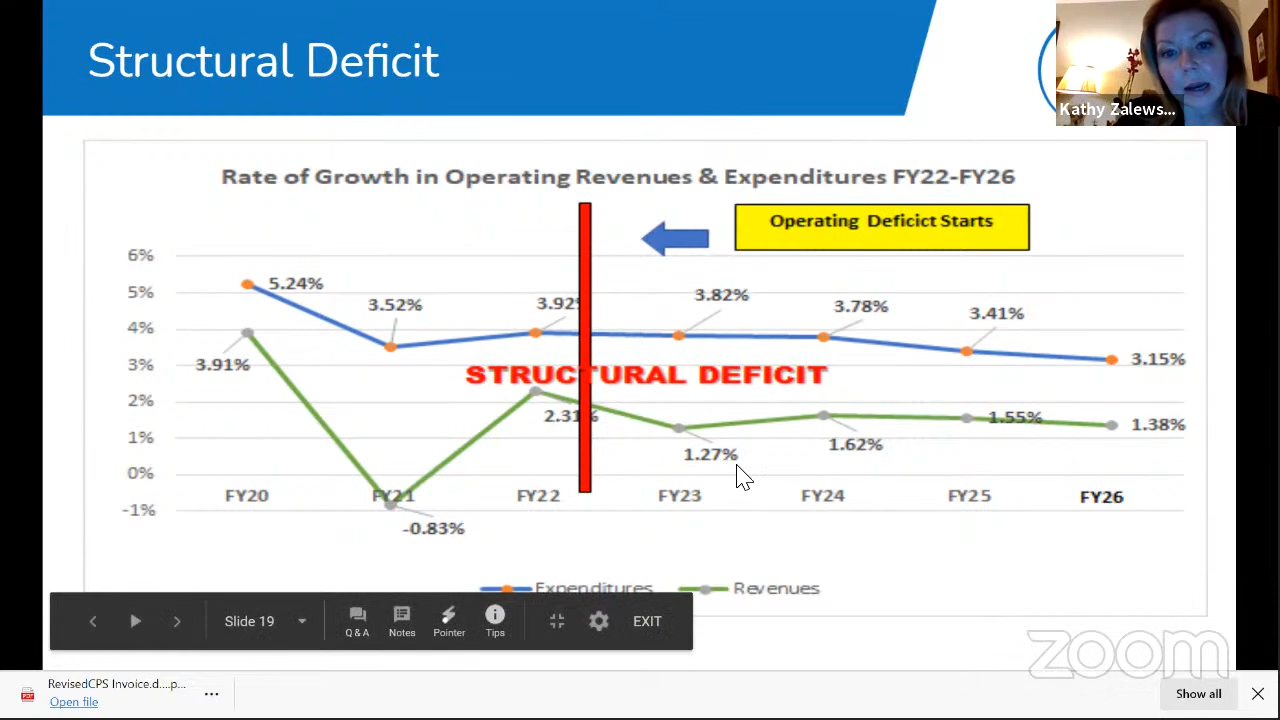 Structural Deficit
Kathy Zalews...
Rate of Growth in Operating Revenues & Expenditures FY22-FY26
Operating Deficict Starts
6%
5%
4%
3%
2%
1%
0%
-1%
5.24%
3.52%
3.92%
3.82%
3.78%
3.41%
3.15%
3.91%
STRUCTURAL DEFICIT
-0.83%
2.31%
1.27%
1.62%
1.55%
1.38%
FY20
FY21
FY22
FY23
FY24
FY25
FY26
Expenditures
Revenues
Slide 19
Q & A
Notes
Pointer
Tips
EXIT
zoom
RevisedCPS Invoice.d....p...
Open file
Show all